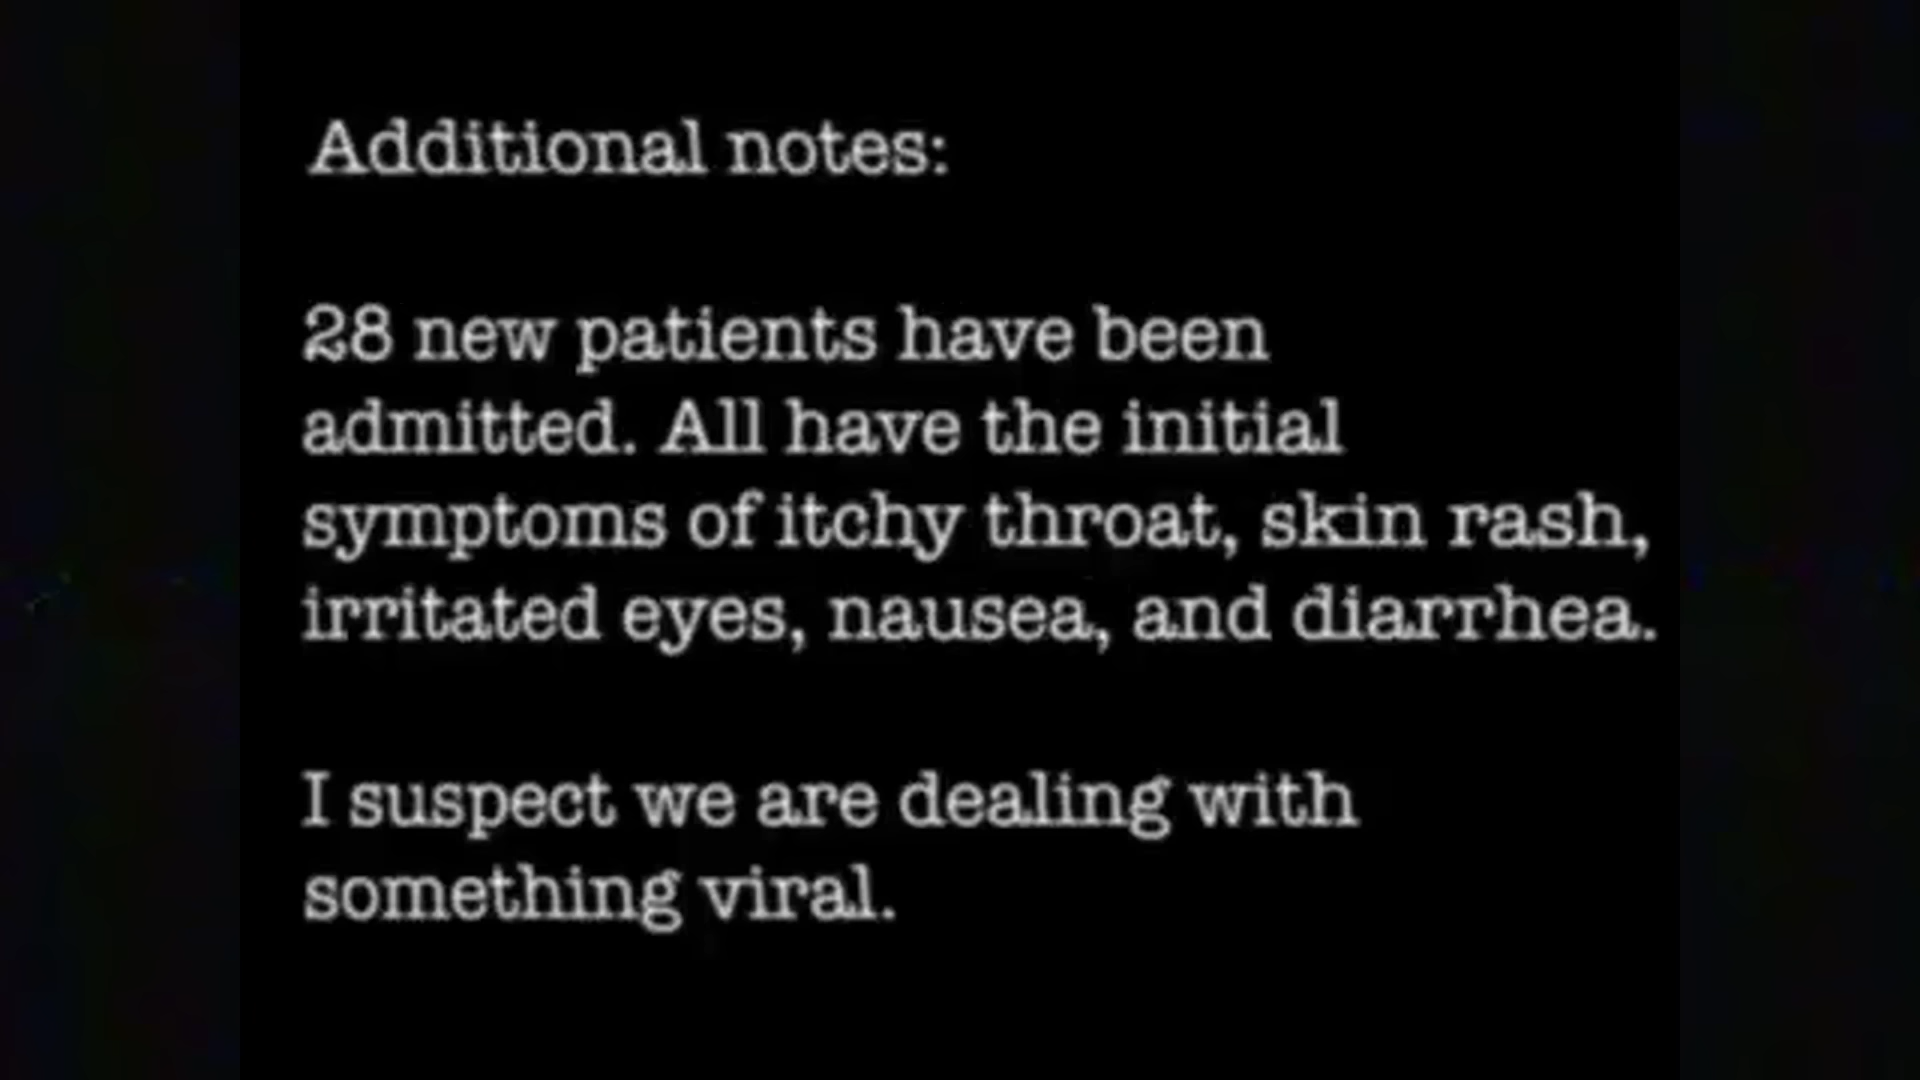 Additional notes:
28 new patients have been
admitted. All have the initial
symptoms of itchy throat, skin rash,
irritated eyes, nausea, and diarrhea.
I suspect we are dealing with
something viral.